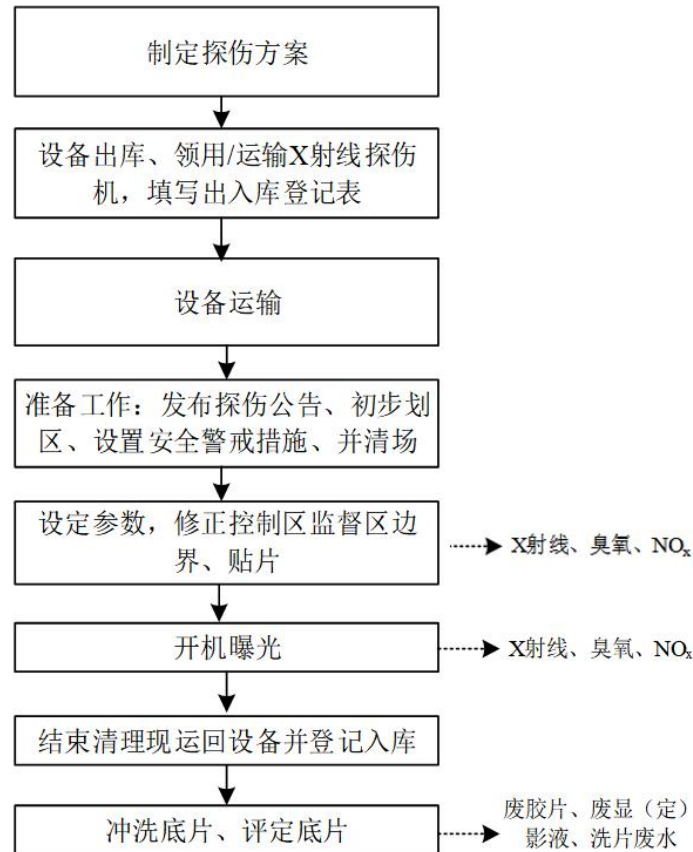 制定探伤方案
设备出库、领用/运输X射线探伤
机，填写出入库登记表
设备运输
准备工作：发布探伤公告、初步划
区、设置安全警戒措施、并清场
设定参数，修正控制区监督区边
界、贴片
X射线、臭氧、NOx
开机曝光
X射线、臭氧、NOx
结束清理现运回设备并登记入库
冲洗底片、评定底片
废胶片、废显（定）
影液、洗片废水